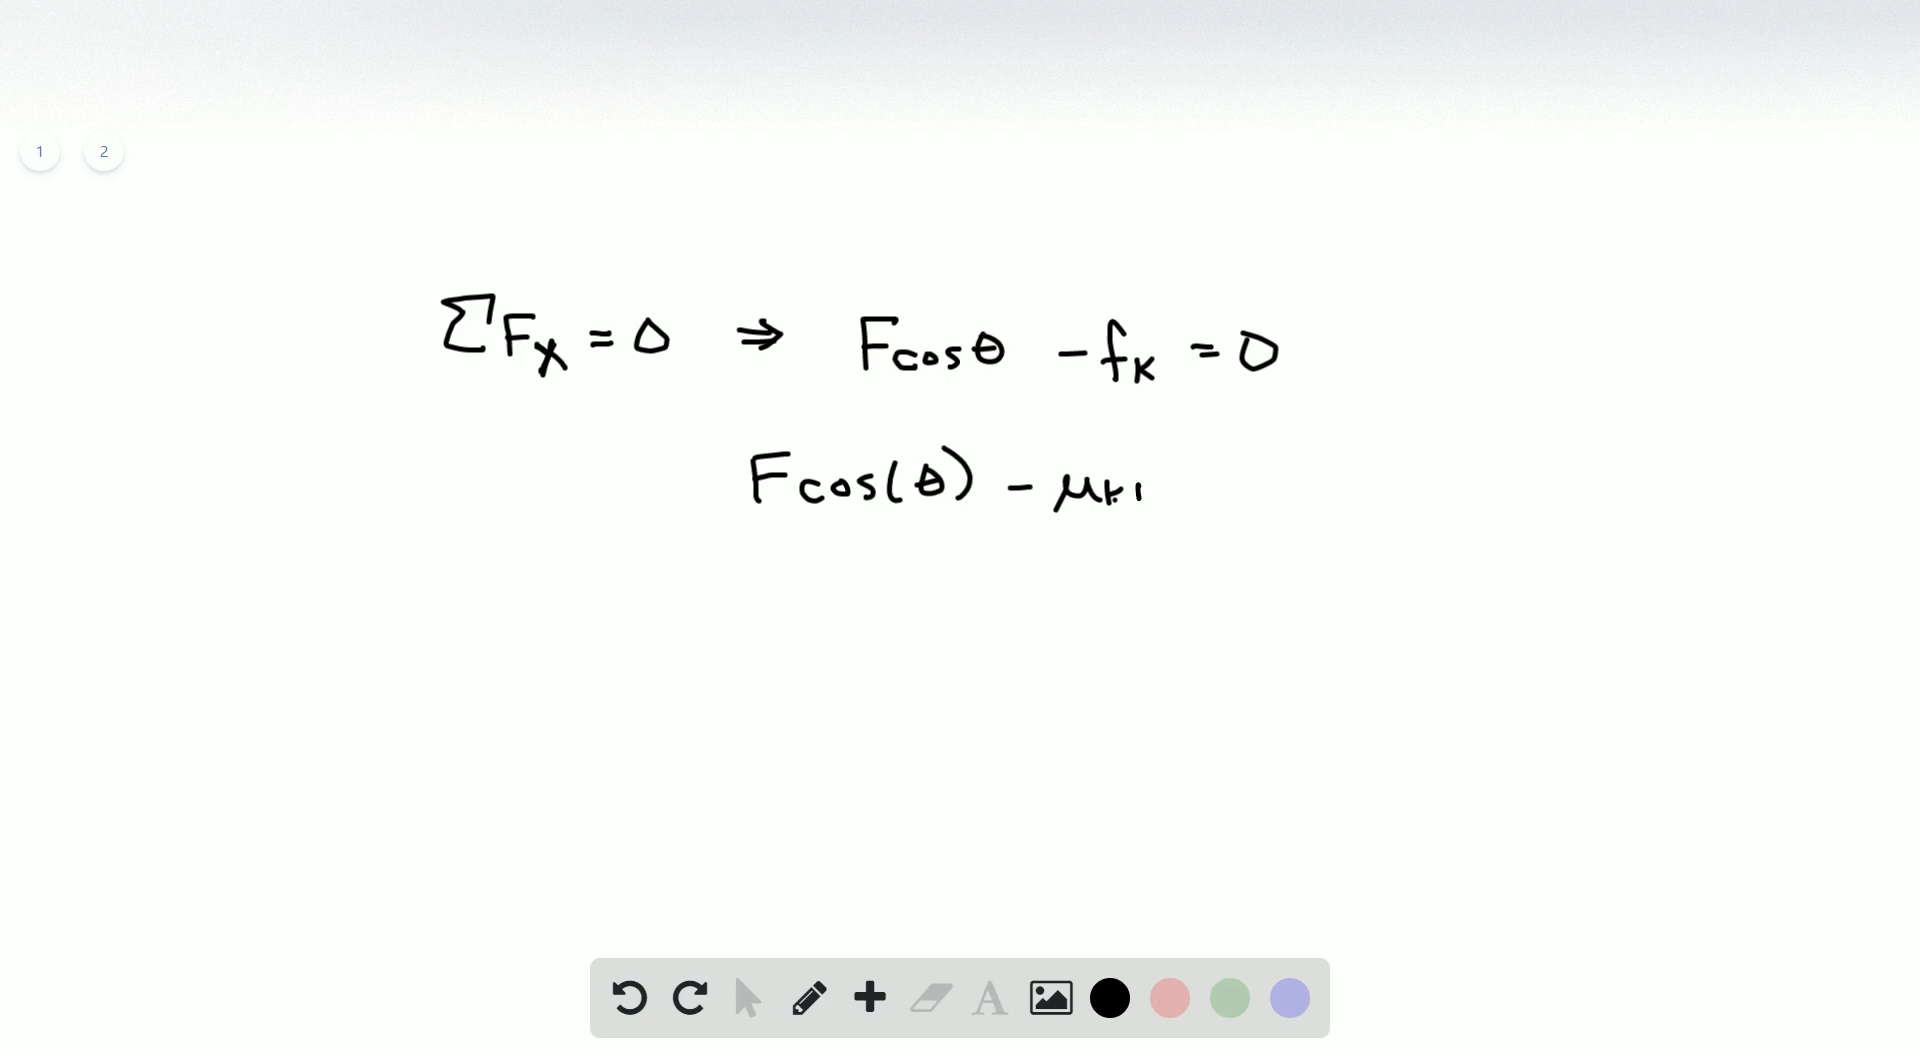 1 2
ΣFx = 0 ⇒ Fcosθ - fk = 0
Fcos(θ) - μk
A